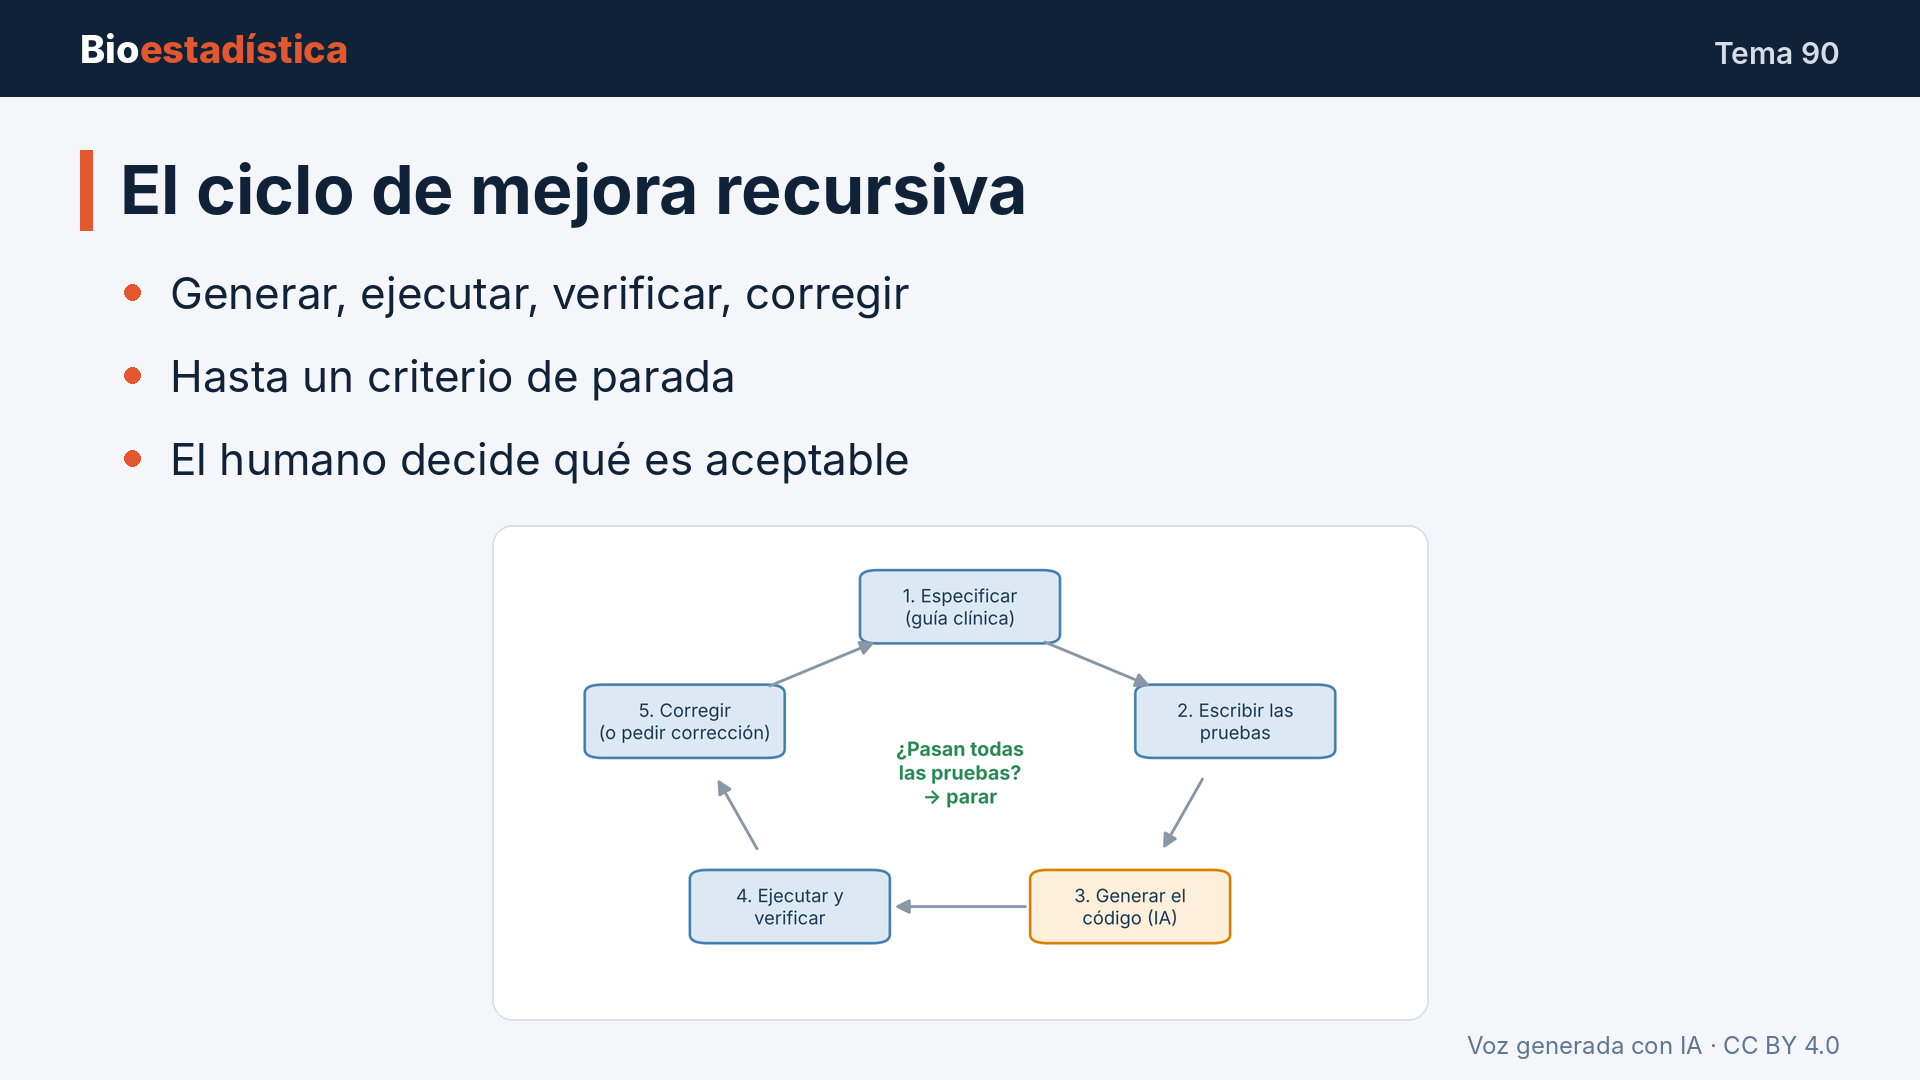 Bioestadística
Tema 90
El ciclo de mejora recursiva
Generar, ejecutar, verificar, corregir
Hasta un criterio de parada
El humano decide qué es aceptable
1. Especificar
(guía clínica)
2. Escribir las
pruebas
3. Generar el
código (IA)
4. Ejecutar y
verificar
5. Corregir
(o pedir corrección)
¿Pasan todas
las pruebas?
→ parar
Voz generada con IA · CC BY 4.0